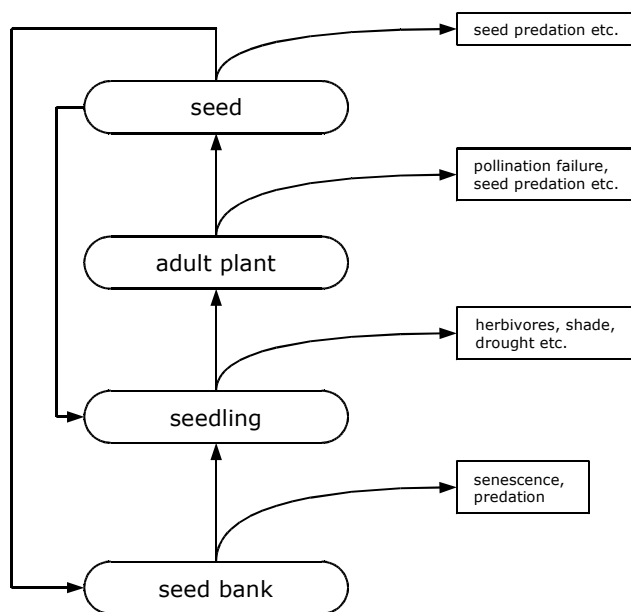 seed predation etc.
seed
pollination failure,
seed predation etc.
adult plant
herbivores, shade,
drought etc.
seedling
senescence,
predation
seed bank